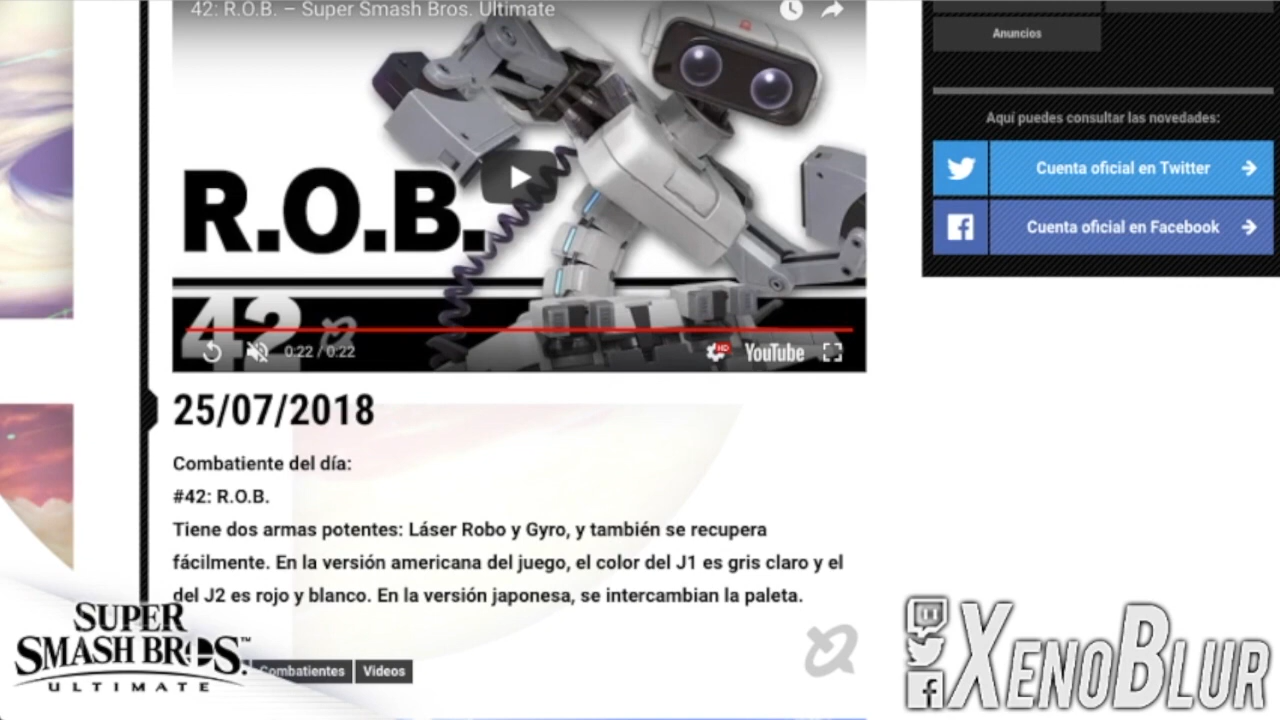 42: R.O.B. – Super Smash Bros. Ultimate
R.O.B.
42
0:22 / 0:22
HD
YouTube
25/07/2018
Combatiente del día:
#42: R.O.B.
Tiene dos armas potentes: Láser Robo y Gyro, y también se recupera
fácilmente. En la versión americana del juego, el color del J1 es gris claro y el
del J2 es rojo y blanco. En la versión japonesa, se intercambian la paleta.
Combatientes
Videos
Anuncios
Aquí puedes consultar las novedades:
Cuenta oficial en Twitter
Cuenta oficial en Facebook
SUPER
SMASH BROS.™
ULTIMATE
XENOBLUR